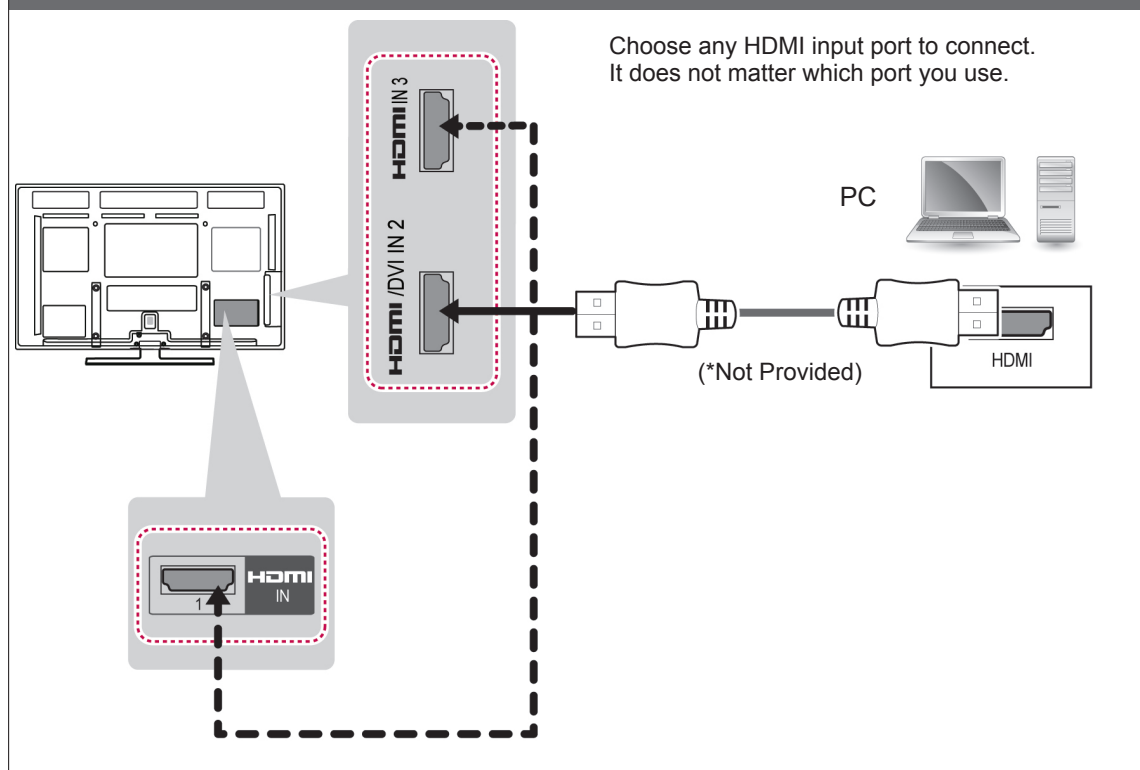 Choose any HDMI input port to connect.
It does not matter which port you use.
HDMI IN 3
HDMI /DVI IN 2
PC
(*Not Provided)
HDMI
1
HDMI
IN